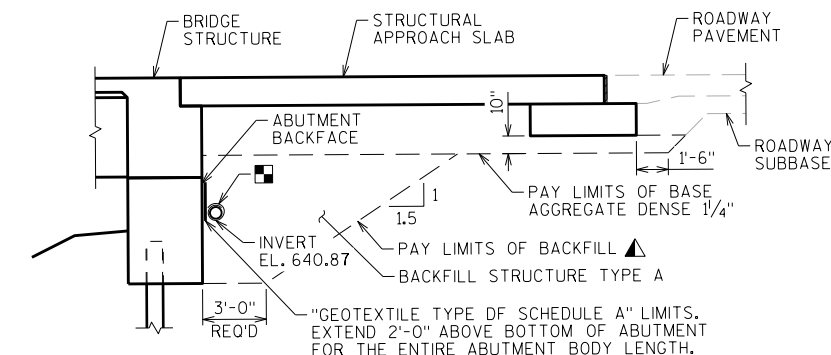 BRIDGE
STRUCTURE
STRUCTURAL
APPROACH SLAB
ROADWAY
PAVEMENT
10"
ABUTMENT
BACKFACE
ROADWAY
SUBBASE
1'-6"
PAY LIMITS OF BASE
AGGREGATE DENSE 1¼"
1
1.5
INVERT
EL. 640.87
PAY LIMITS OF BACKFILL
BACKFILL STRUCTURE TYPE A
3'-0"
REQ'D
"GEOTEXTILE TYPE DF SCHEDULE A" LIMITS.
EXTEND 2'-0" ABOVE BOTTOM OF ABUTMENT
FOR THE ENTIRE ABUTMENT BODY LENGTH.